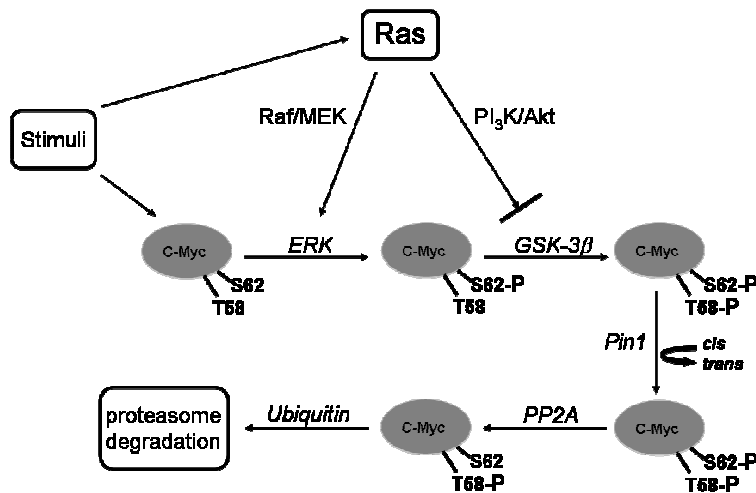 Ras
Raf/MEK
PI3K/Akt
Stimuli
C-Myc
S62
T58
ERK
C-Myc
S62-P
T58
GSK-3β
C-Myc
S62-P
T58-P
Pin1
cis
trans
proteasome
degradation
Ubiquitin
C-Myc
S62
T58-P
PP2A
C-Myc
S62-P
T58-P